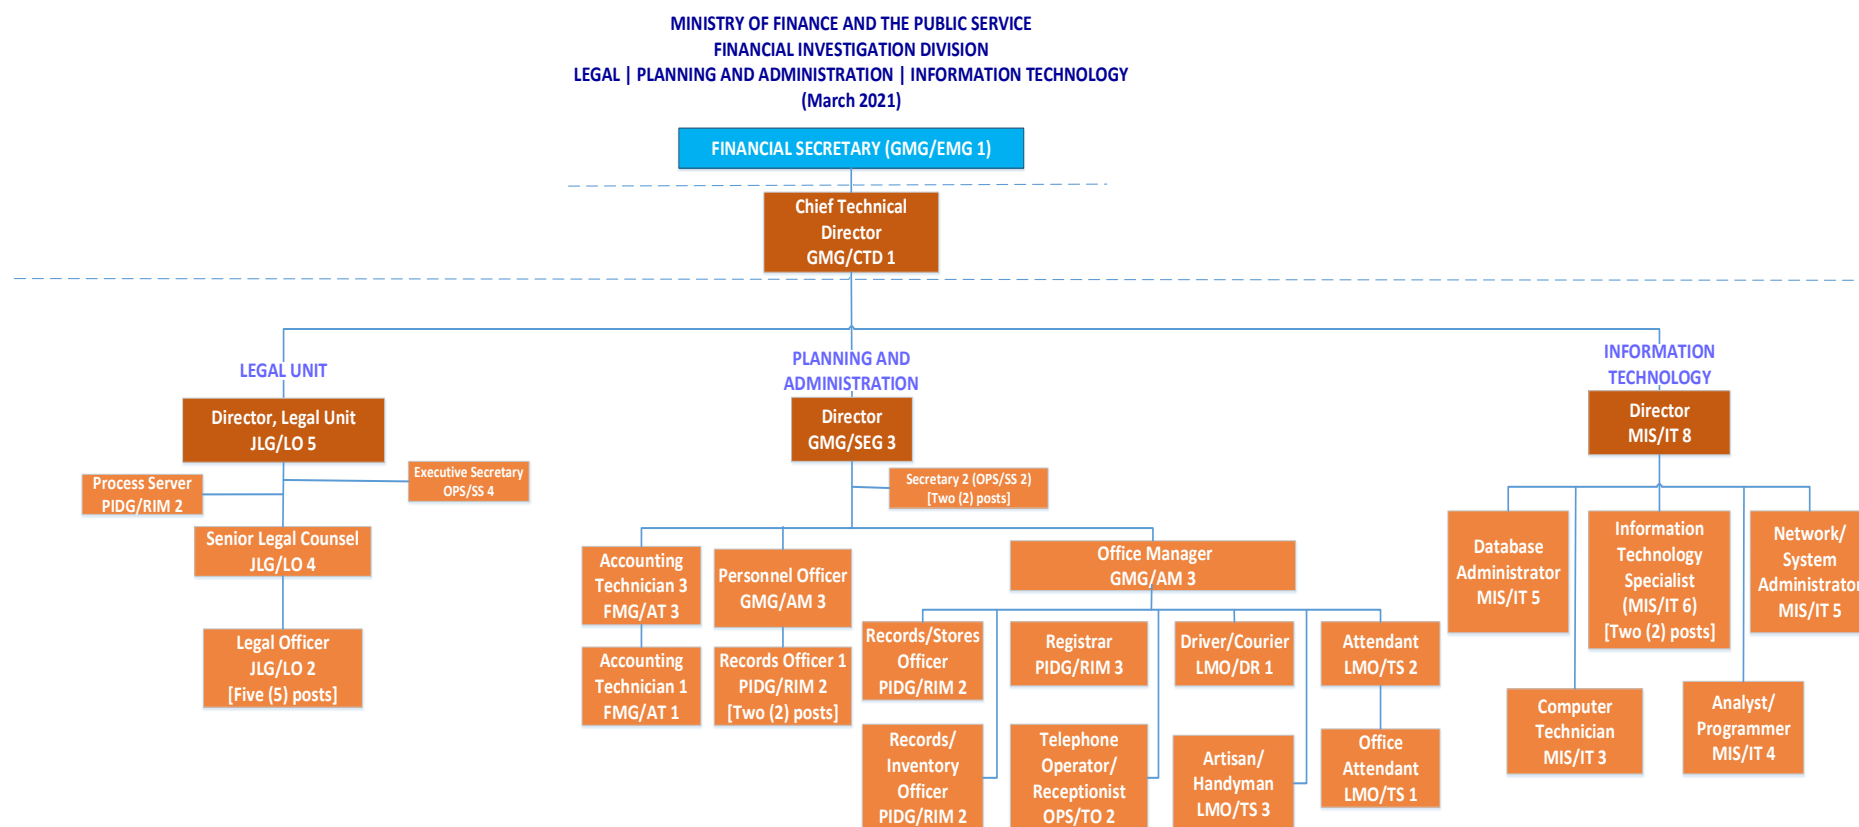 MINISTRY OF FINANCE AND THE PUBLIC SERVICE
FINANCIAL INVESTIGATION DIVISION
LEGAL | PLANNING AND ADMINISTRATION | INFORMATION TECHNOLOGY
(March 2021)
FINANCIAL SECRETARY (GMG/EMG 1)
Chief Technical
Director
GMG/CTD 1
LEGAL UNIT
Director, Legal Unit
JLG/LO 5
Process Server
PIDG/RIM 2
Executive Secretary
OPS/SS 4
Senior Legal Counsel
JLG/LO 4
Legal Officer
JLG/LO 2
[Five (5) posts]
PLANNING AND
ADMINISTRATION
Director
GMG/SEG 3
Secretary 2 (OPS/SS 2)
[Two (2) posts]
Accounting
Technician 3
FMG/AT 3
Accounting
Technician 1
FMG/AT 1
Personnel Officer
GMG/AM 3
Records Officer 1
PIDG/RIM 2
[Two (2) posts]
Office Manager
GMG/AM 3
Records/Stores
Officer
PIDG/RIM 2
Registrar
PIDG/RIM 3
Driver/Courier
LMO/DR 1
Attendant
LMO/TS 2
Records/
Inventory
Officer
PIDG/RIM 2
Telephone
Operator/
Receptionist
OPS/TO 2
Artisan/
Handyman
LMO/TS 3
Office
Attendant
LMO/TS 1
INFORMATION
TECHNOLOGY
Director
MIS/IT 8
Database
Administrator
MIS/IT 5
Information
Technology
Specialist
(MIS/IT 6)
[Two (2) posts]
Network/
System
Administrator
MIS/IT 5
Computer
Technician
MIS/IT 3
Analyst/
Programmer
MIS/IT 4